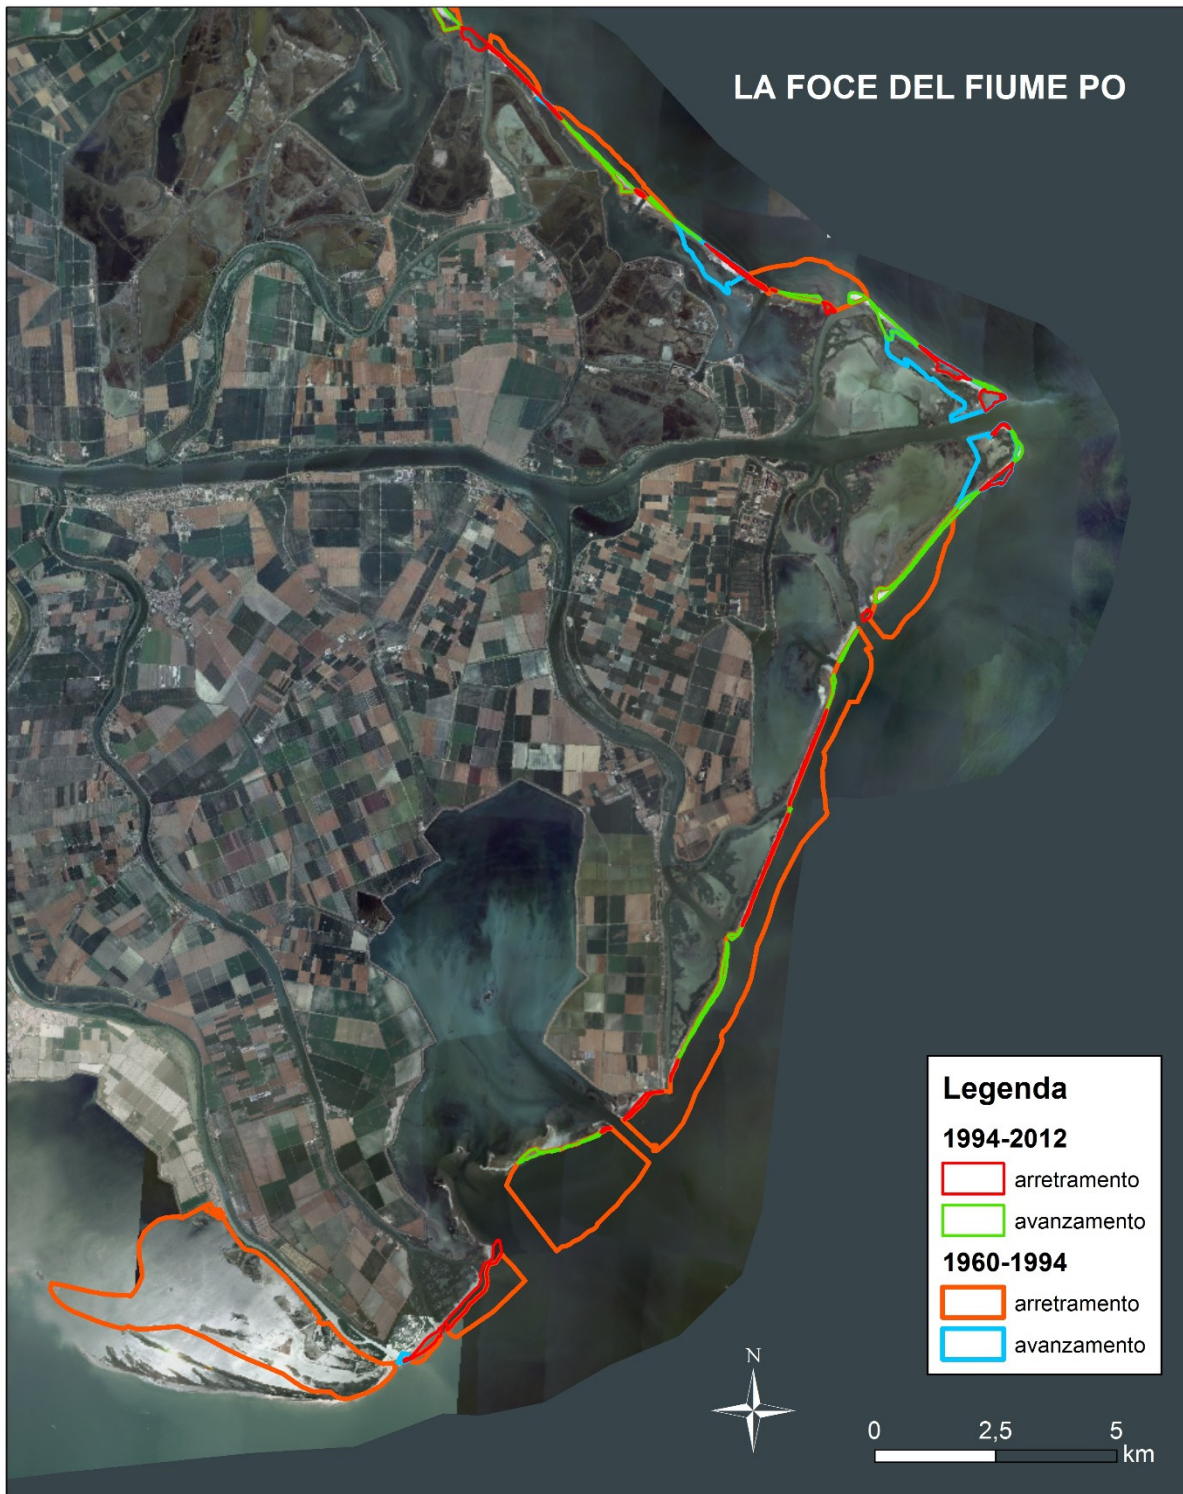 LA FOCE DEL FIUME PO
Legenda
1994-2012
arretramento
avanzamento
1960-1994
arretramento
avanzamento
N
0 2,5 5
km